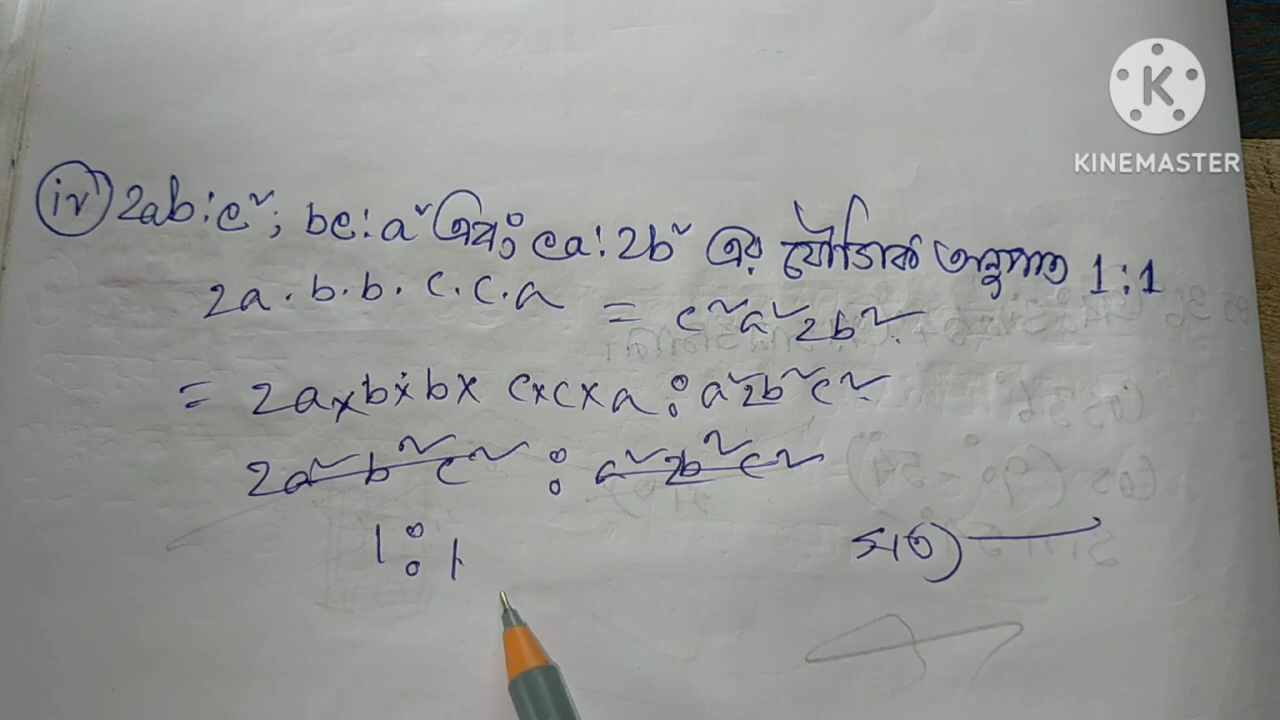 KINEMASTER
iv) 2ab:c²; bc:a² এবং ca:2b² এর যৌগিক অনুপাত 1:1
2a.b.b.c.c.a = c²a²2b².
= 2a×b×b× c×c×a : a²2b²c²
2a²b²c² : a²2b²c²
1:1
সত্য